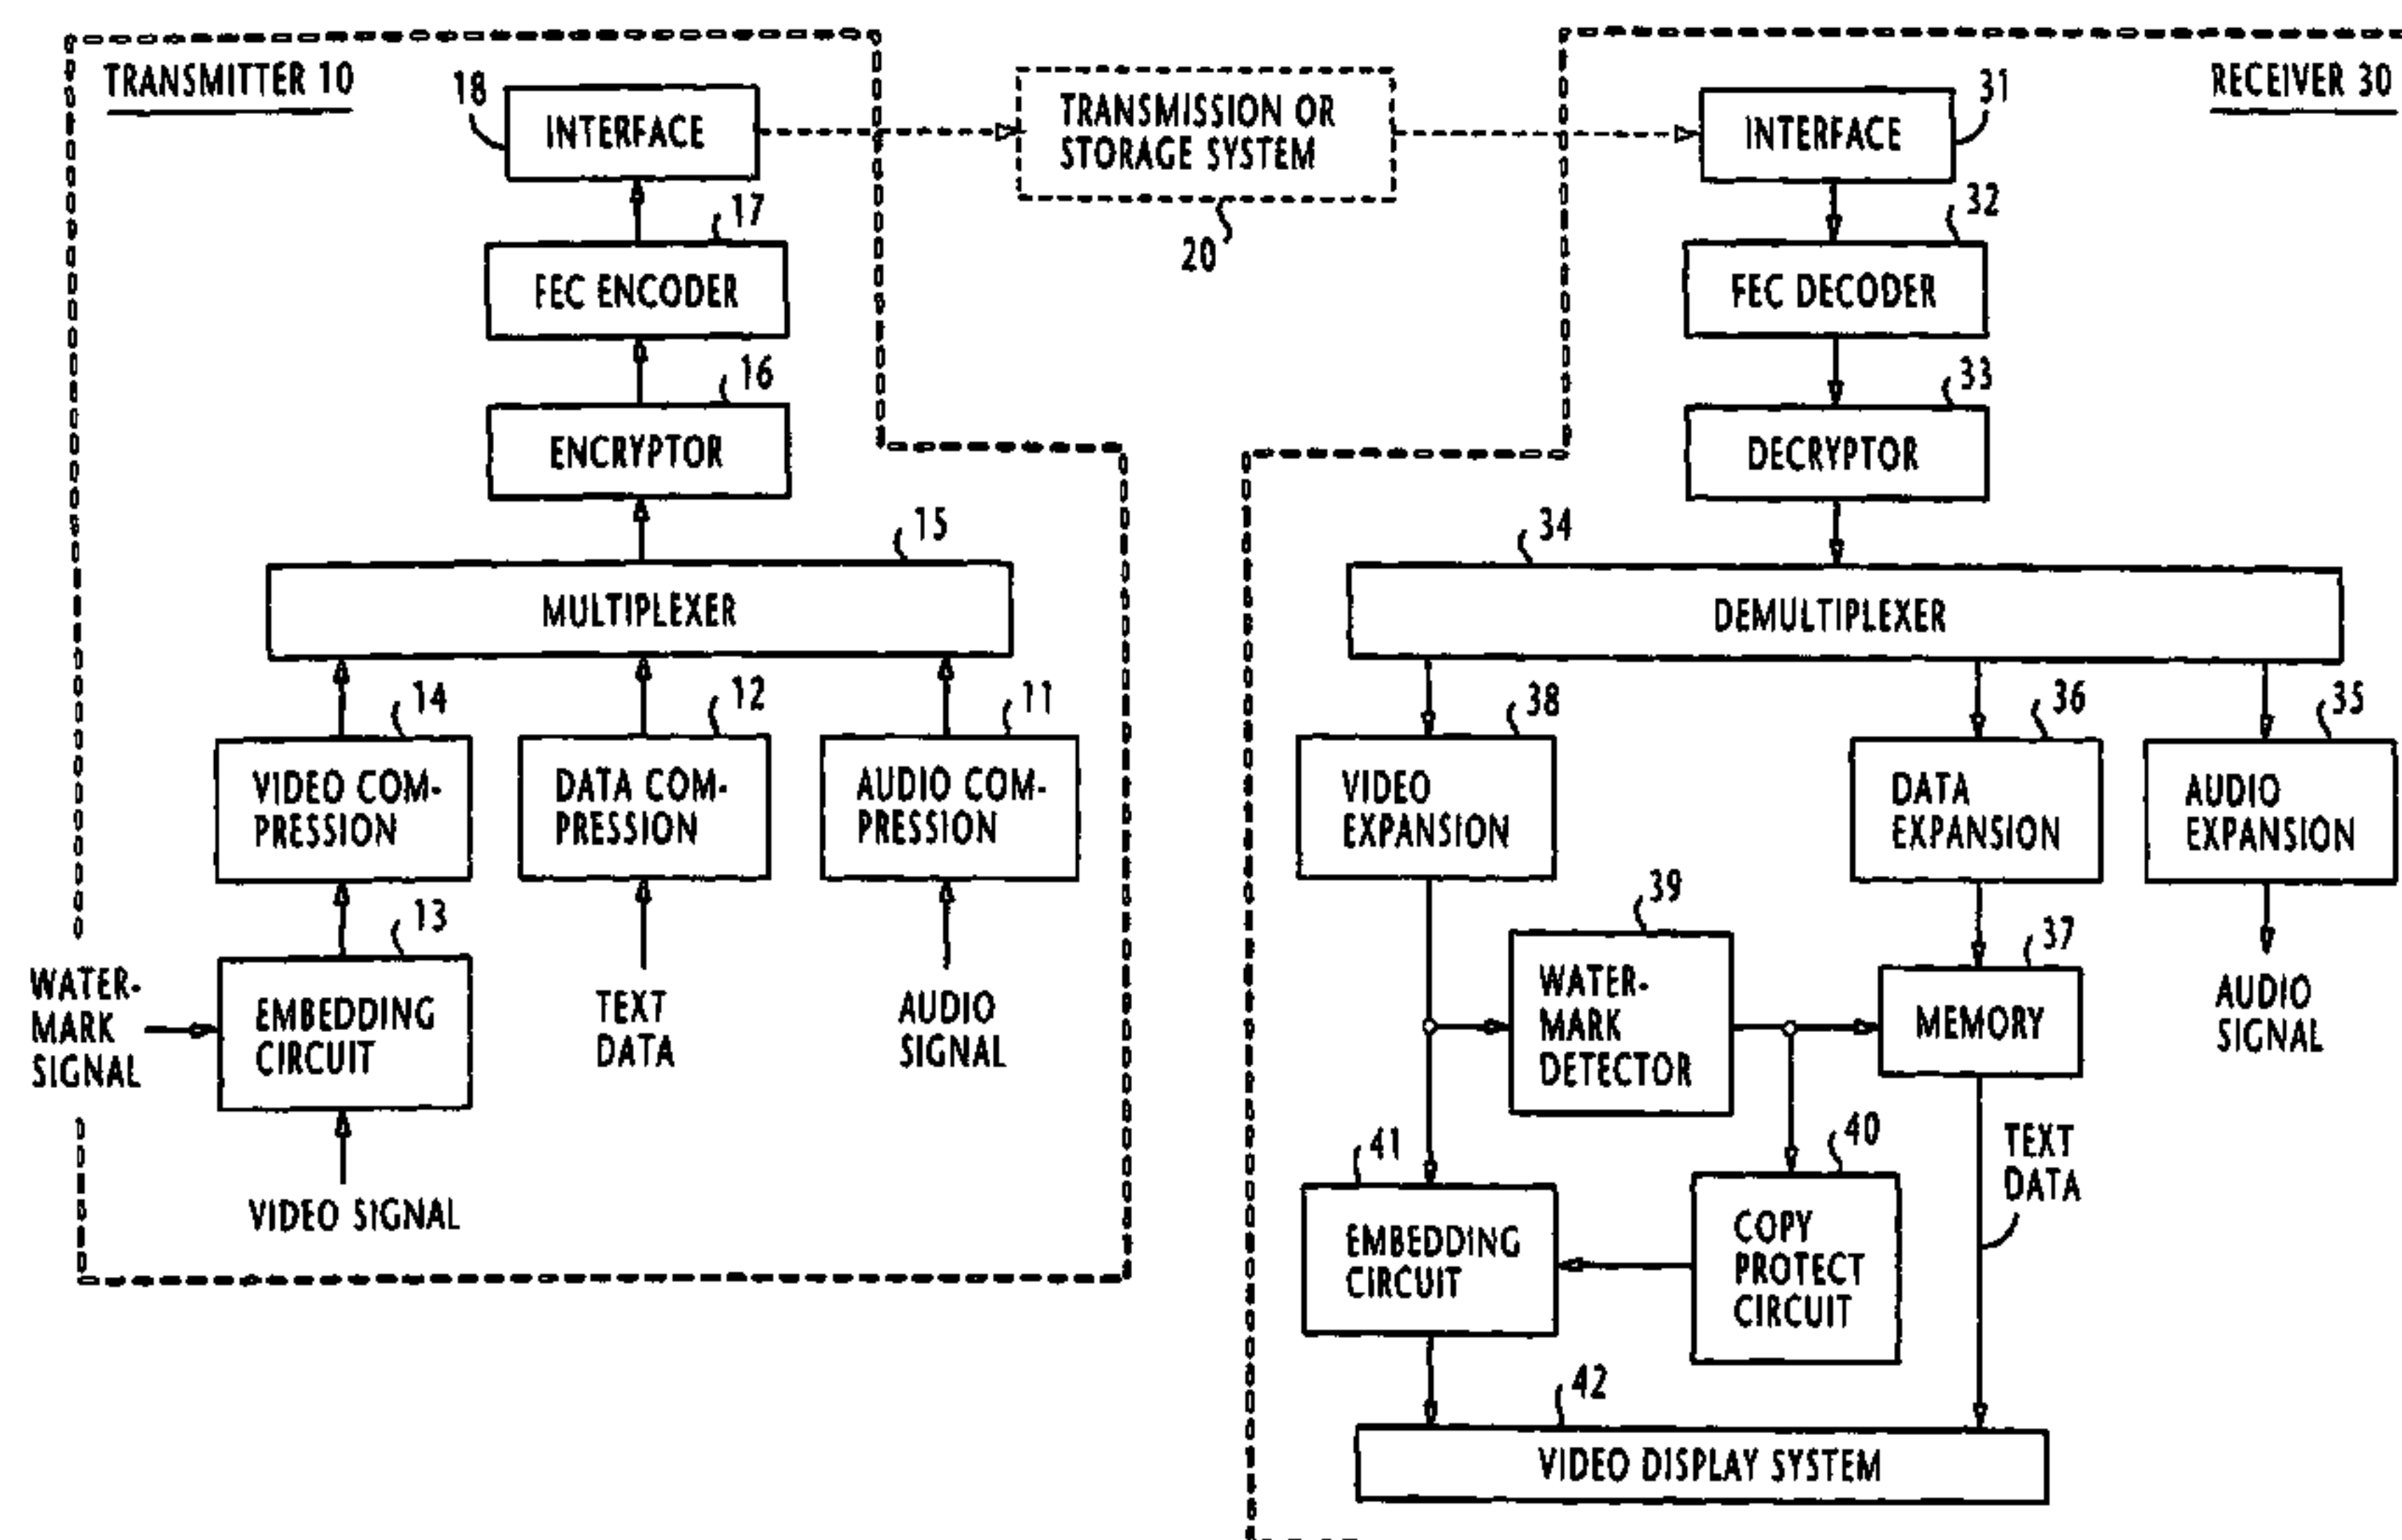 TRANSMITTER 10
18
INTERFACE
17
FEC ENCODER
16
ENCRYPTOR
15
MULTIPLEXER
14
VIDEO COM-
PRESSION
12
DATA COM-
PRESSION
11
AUDIO COM-
PRESSION
13
EMBEDDING
CIRCUIT
WATER-
MARK
SIGNAL
VIDEO SIGNAL
TEXT
DATA
AUDIO
SIGNAL
TRANSMISSION OR
STORAGE SYSTEM
20
RECEIVER 30
31
INTERFACE
32
FEC DECODER
33
DECRYPTOR
34
DEMULTIPLEXER
38
VIDEO
EXPANSION
36
DATA
EXPANSION
35
AUDIO
EXPANSION
39
WATER-
MARK
DETECTOR
37
MEMORY
AUDIO
SIGNAL
41
EMBEDDING
CIRCUIT
40
COPY
PROTECT
CIRCUIT
TEXT
DATA
42
VIDEO DISPLAY SYSTEM